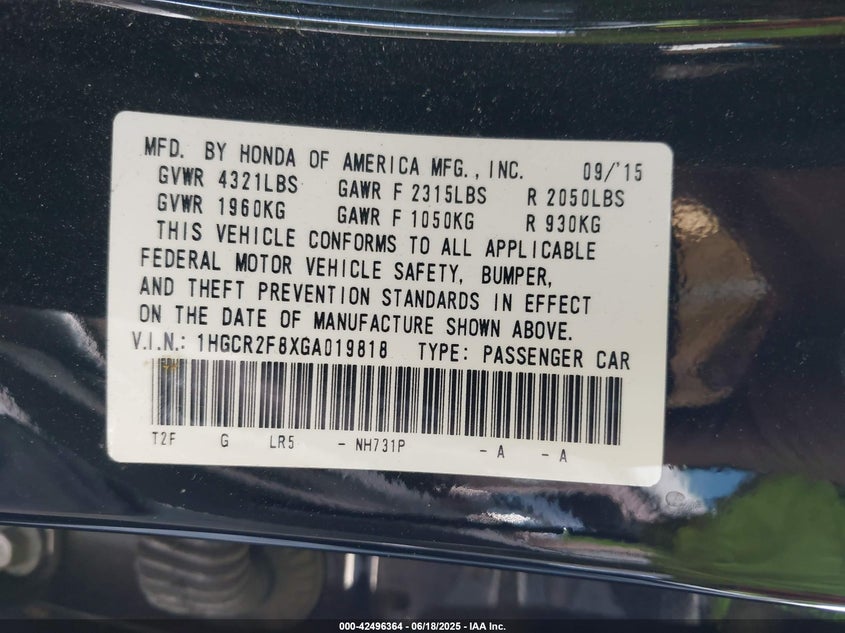 MFD. BY HONDA OF AMERICA MFG., INC. 09/'15
GVWR 4321LBS GAWR F 2315LBS R 2050LBS
GVWR 1960KG GAWR F 1050KG R 930KG
THIS VEHICLE CONFORMS TO ALL APPLICABLE
FEDERAL MOTOR VEHICLE SAFETY, BUMPER,
AND THEFT PREVENTION STANDARDS IN EFFECT
ON THE DATE OF MANUFACTURE SHOWN ABOVE.
V.I.N.: 1HGCR2F8XGA019818 TYPE: PASSENGER CAR
T2F G LR5 - NH731P - A - A
000-42496364 - 06/18/2025 - IAA Inc.